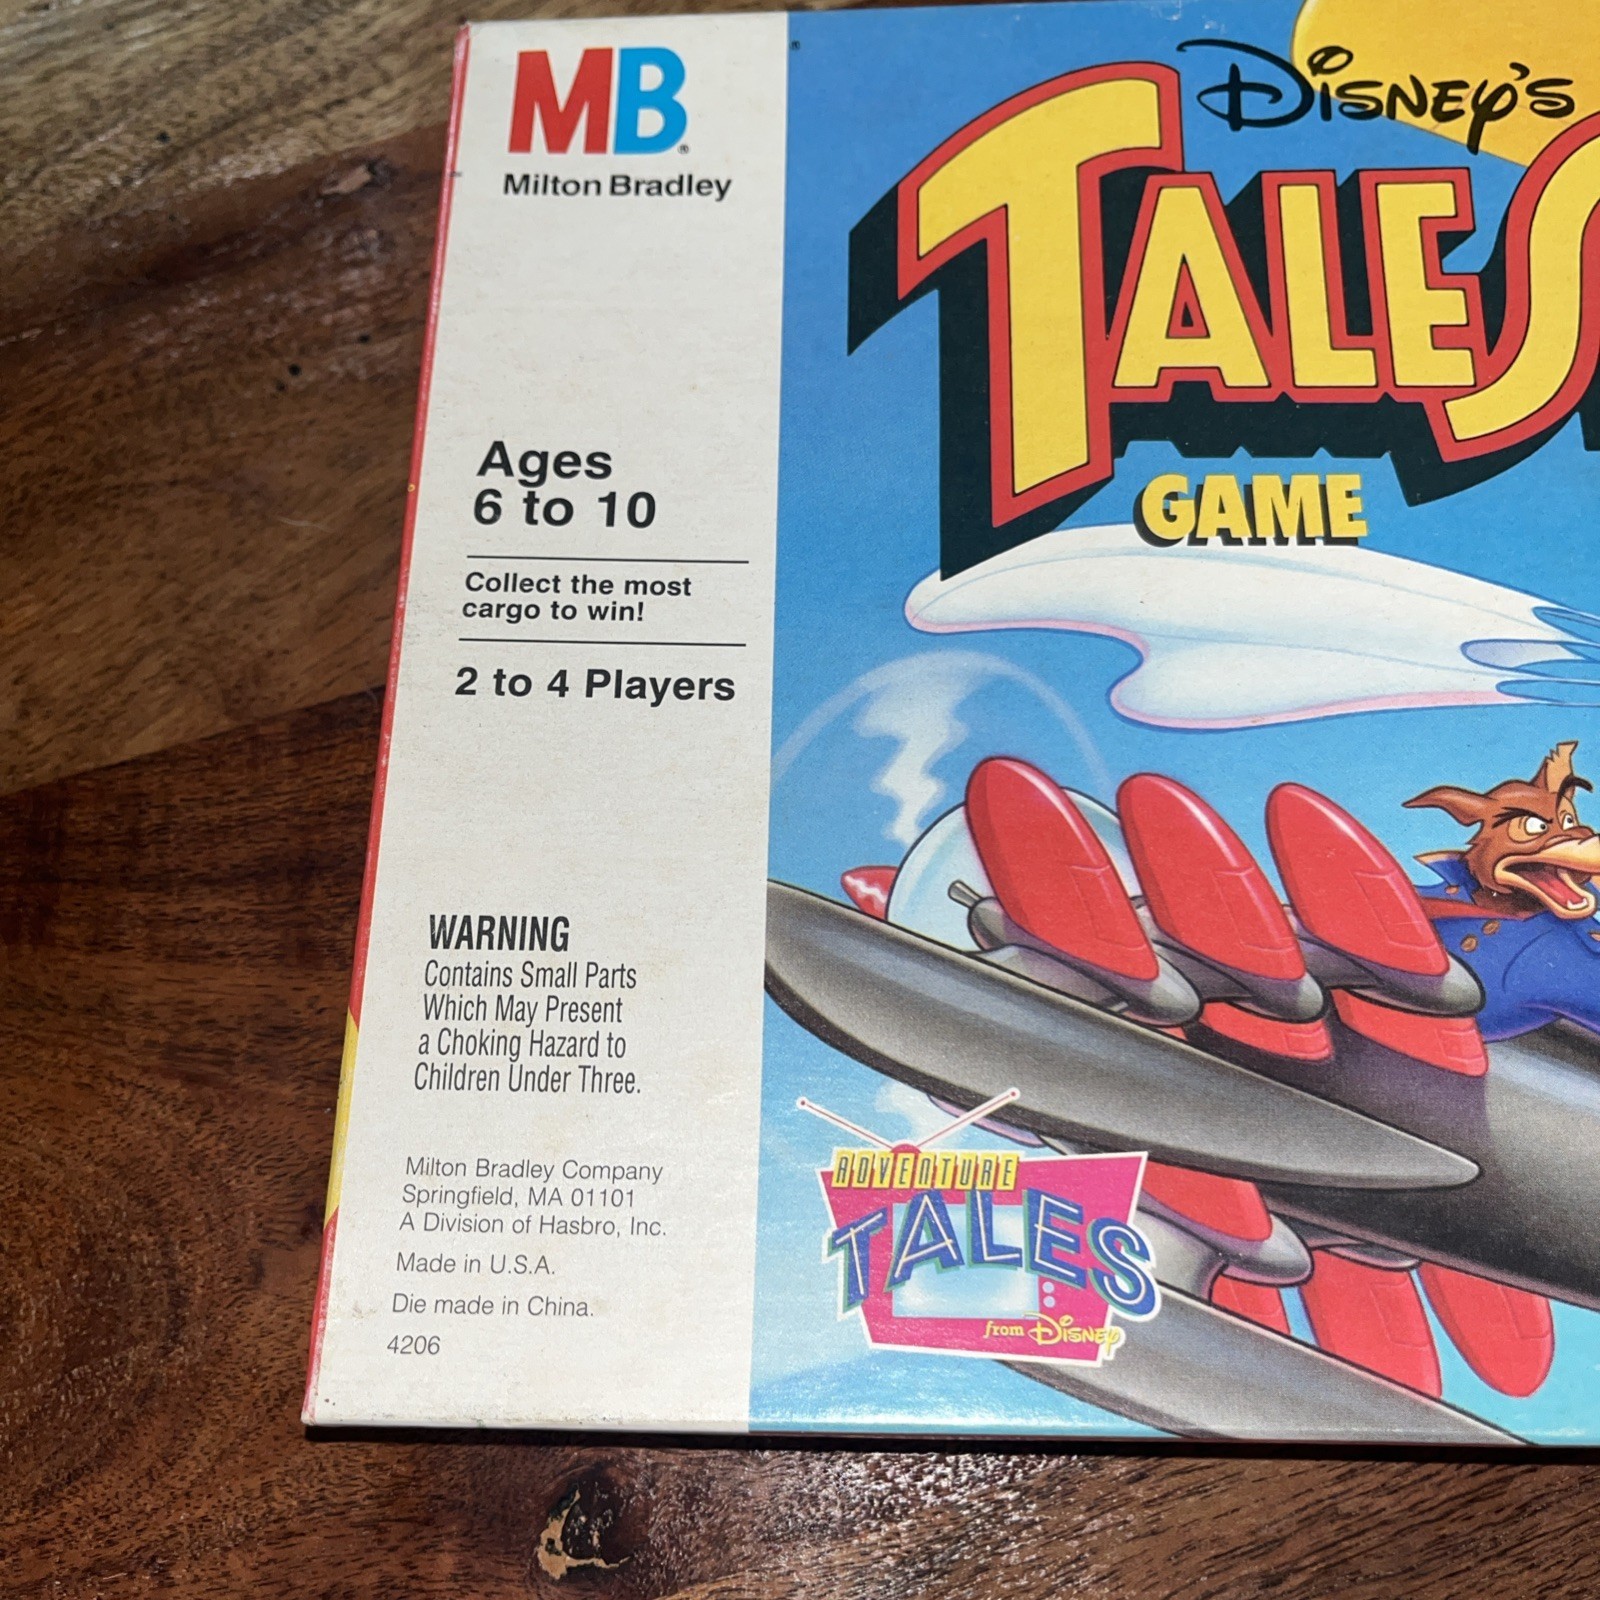 MB®
Milton Bradley
Ages
6 to 10
Collect the most
cargo to win!
2 to 4 Players
WARNING
Contains Small Parts
Which May Present
a Choking Hazard to
Children Under Three.
Milton Bradley Company
Springfield, MA 01101
A Division of Hasbro, Inc.
Made in U.S.A.
Die made in China.
4206
DISNEY'S
TALES
GAME
ADVENTURE
TALES
from DISNEY